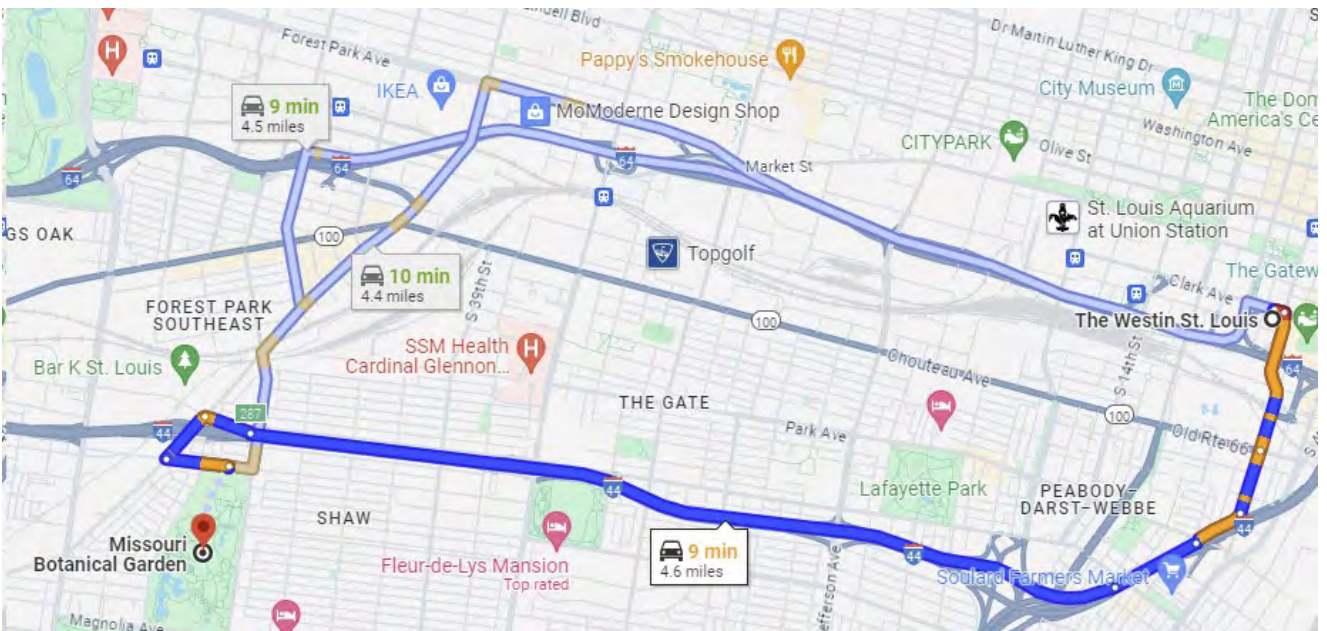 Forest Park Ave
Dr Martin Luther King Dr
Pappy's Smokehouse
IKEA
City Museum
9 min
4.5 miles
MoModerne Design Shop
Washington Ave
CITYPARK
Olive St
64
64
64
Market St
St. Louis Aquarium
at Union Station
GS OAK
100
Topgolf
10 min
4.4 miles
S 39th St
The Gatew
Clark Ave
FOREST PARK
SOUTHEAST
100
The Westin St. Louis
Bar K St. Louis
SSM Health
Cardinal Glennon...
Chouteau Ave
S 14th St
64
THE GATE
100
287
44
Park Ave
Old Rte 66
44
Lafayette Park
PEABODY-
DARST-WEBBE
SHAW
44
Missouri
Botanical Garden
Fleur-de-Lys Mansion
Top rated
9 min
4.6 miles
44
Soulard Farmers Market
Magnolia Ave